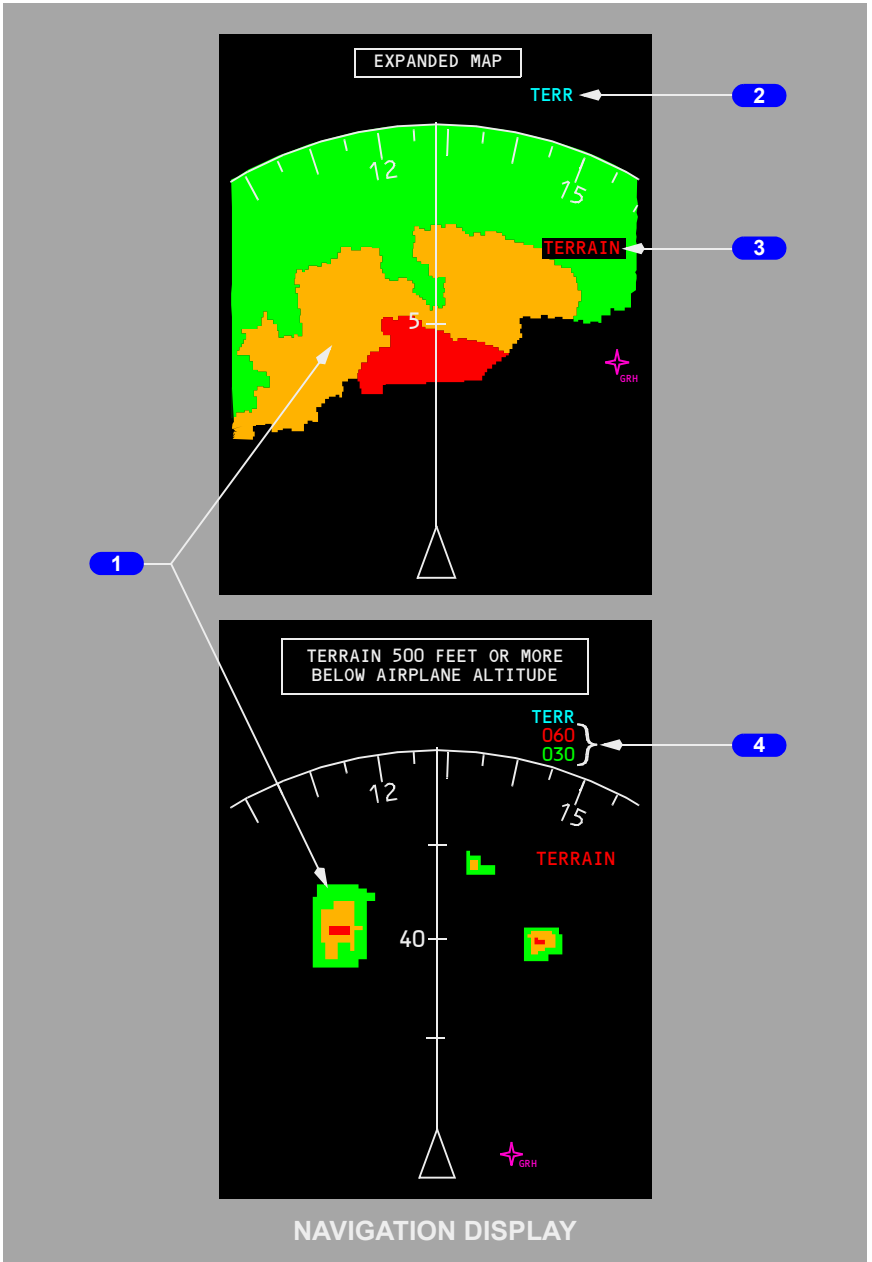 EXPANDED MAP
TERR
2
12
15
TERRAIN
3
5
GRH
1
TERRAIN 500 FEET OR MORE
BELOW AIRPLANE ALTITUDE
TERR
060
030
4
12
15
TERRAIN
40
GRH
NAVIGATION DISPLAY